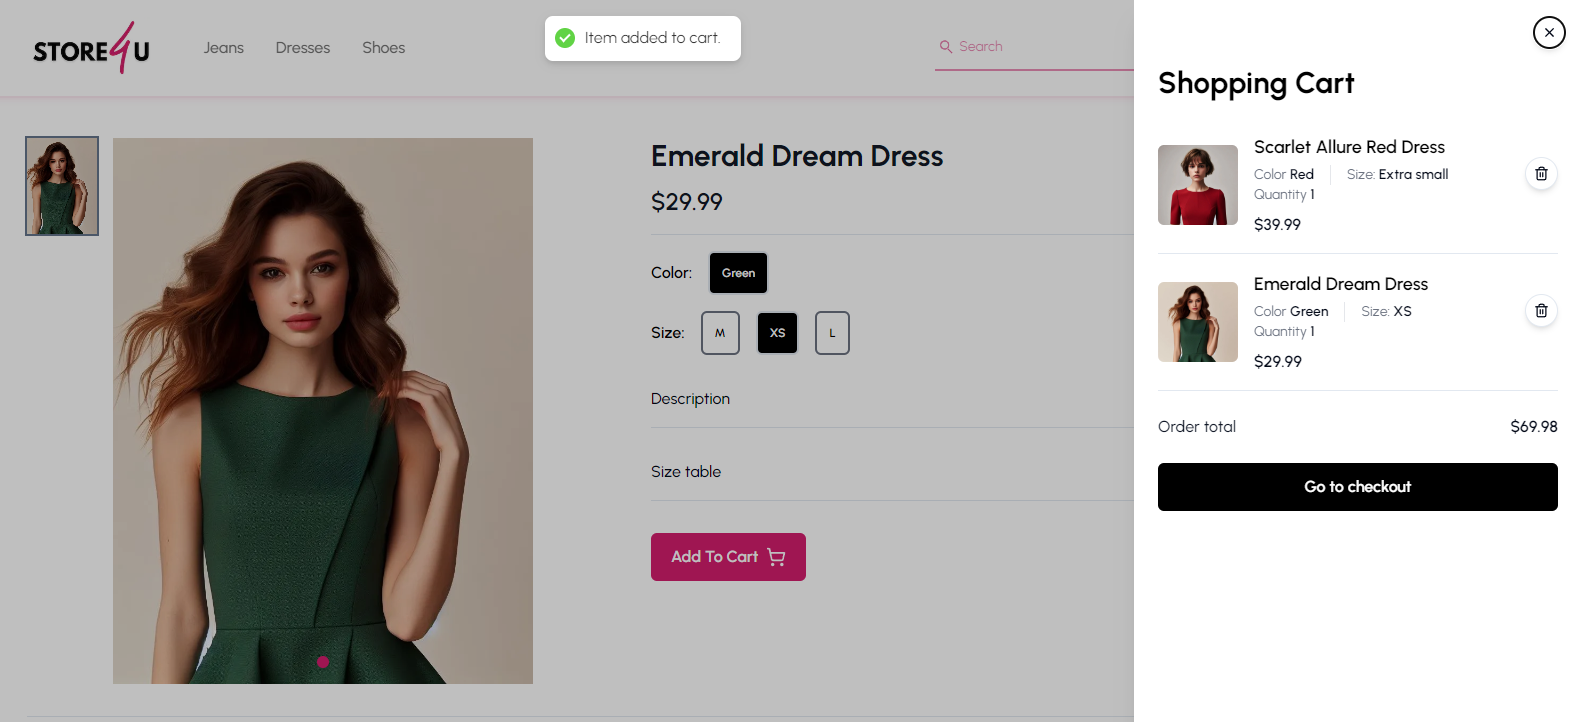 STORE4U
Jeans
Dresses
Shoes
Item added to cart.
Search
Emerald Dream Dress
$29.99
Color:
Green
Size:
M
XS
L
Description
Size table
Add To Cart
Shopping Cart
Scarlet Allure Red Dress
Color Red
Size: Extra small
Quantity 1
$39.99
Emerald Dream Dress
Color Green
Size: XS
Quantity 1
$29.99
Order total
$69.98
Go to checkout